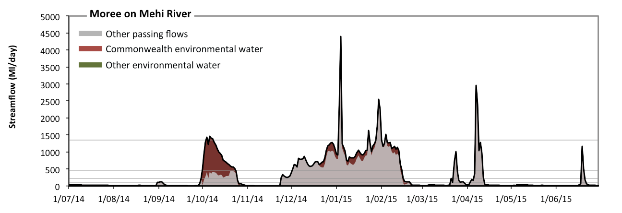 Moree on Mehi River
Streamflow (Ml/day)
5000
4500
4000
3500
3000
2500
2000
1500
1000
500
0
Other passing flows
Commonwealth environmental water
Other environmental water
1/07/14 1/08/14 1/09/14 1/10/14 1/11/14 1/12/14 1/01/15 1/02/15 1/03/15 1/04/15 1/05/15 1/06/15